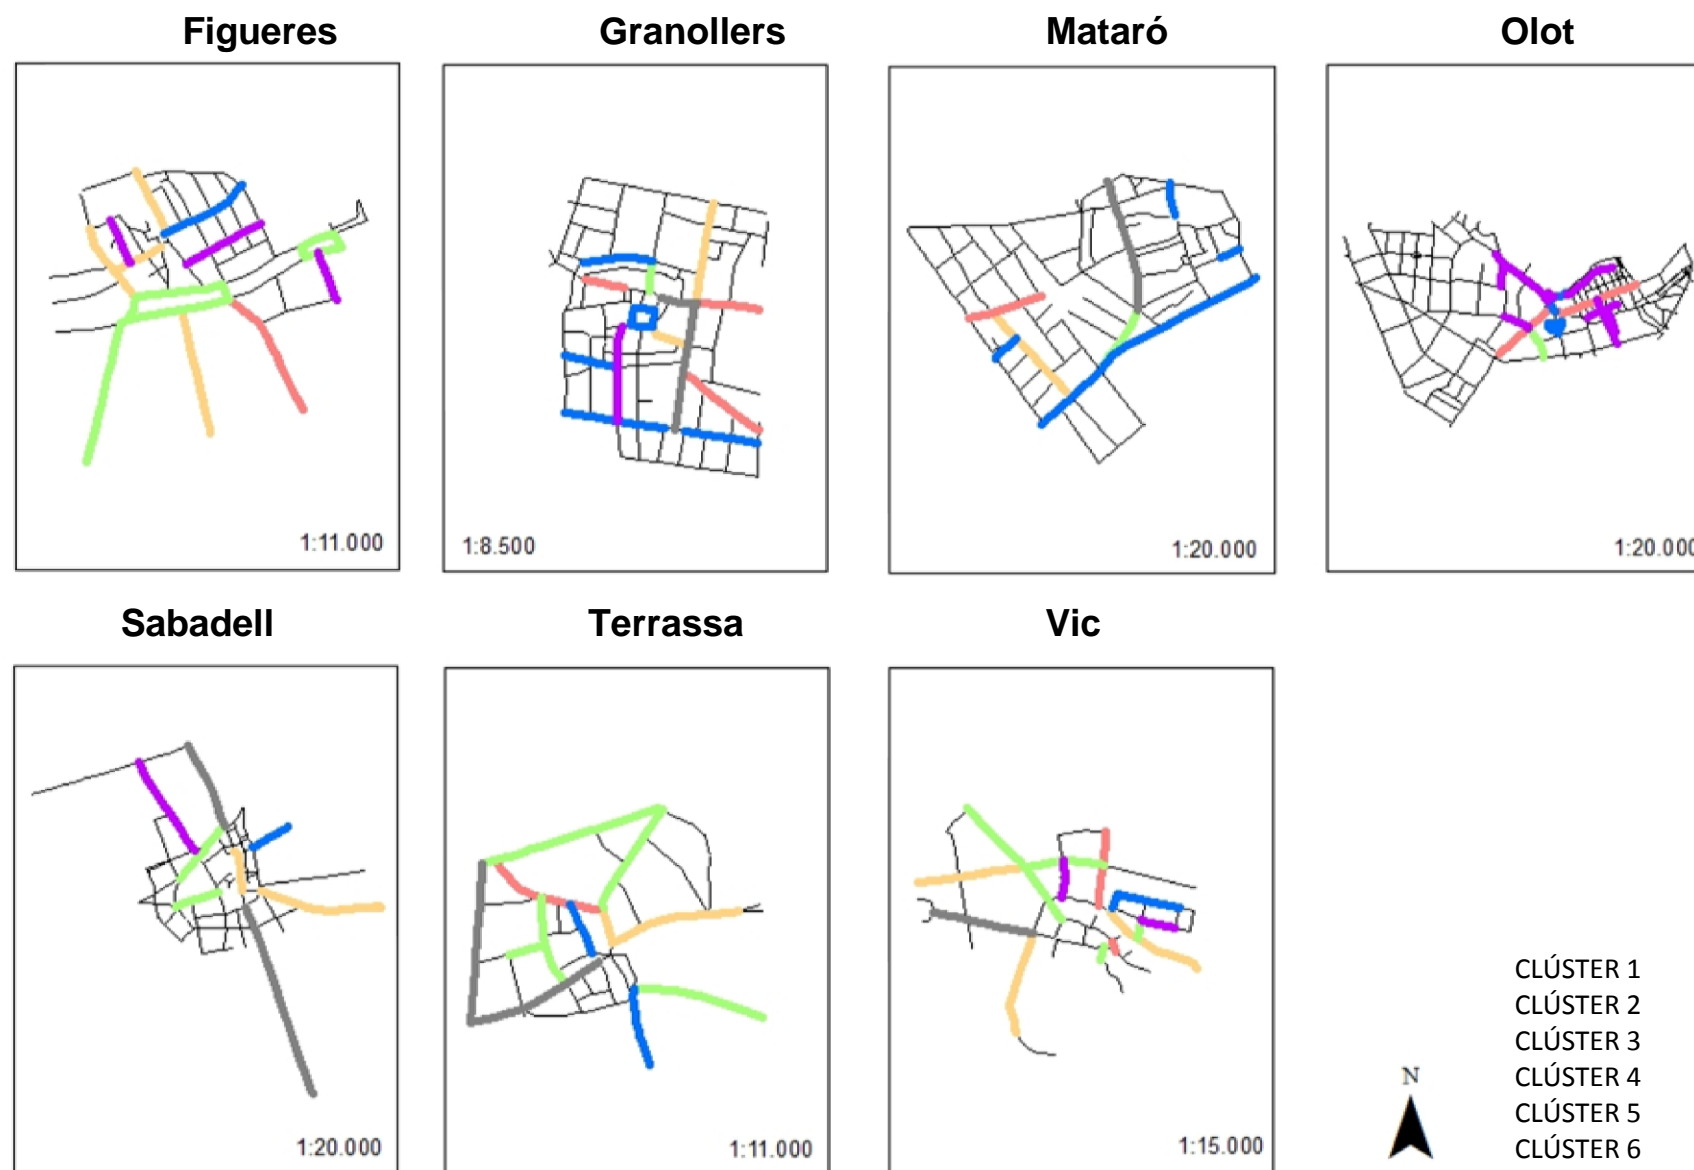 Figueres
Granollers
Mataró
Olot
1:11.000
1:8.500
1:20.000
1:20.000
Sabadell
Terrassa
Vic
1:20.000
1:11.000
1:15.000
N
CLÚSTER 1
CLÚSTER 2
CLÚSTER 3
CLÚSTER 4
CLÚSTER 5
CLÚSTER 6